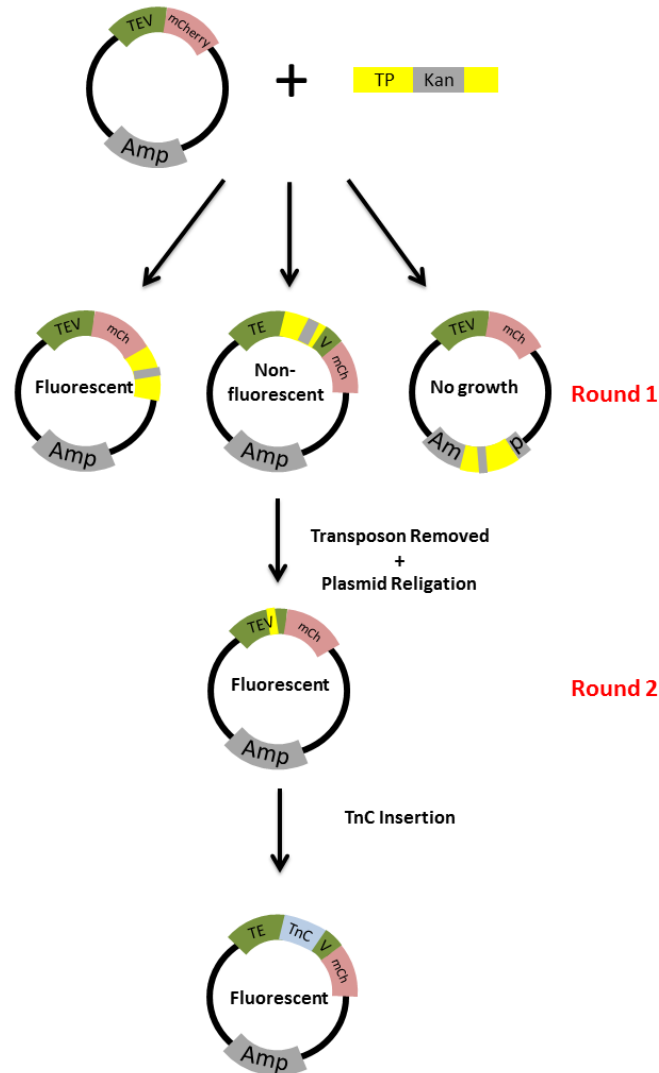 TEV
mCherry
+
TP
Kan
Amp
TEV
mCh
Fluorescent
Amp
TE
V
mCh
Non-
fluorescent
Amp
TEV
mCh
No growth
Am
p
Round 1
Transposon Removed
+
Plasmid Religation
TEV
mCh
Fluorescent
Amp
Round 2
TnC Insertion
TE
TnC
V
mCh
Fluorescent
Amp